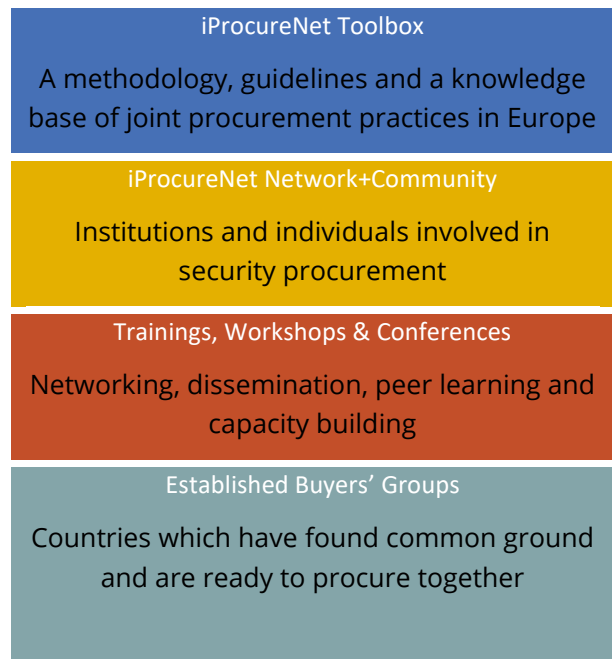 iProcureNet Toolbox
A methodology, guidelines and a knowledge
base of joint procurement practices in Europe
iProcureNet Network+Community
Institutions and individuals involved in
security procurement
Trainings, Workshops & Conferences
Networking, dissemination, peer learning and
capacity building
Established Buyers’ Groups
Countries which have found common ground
and are ready to procure together